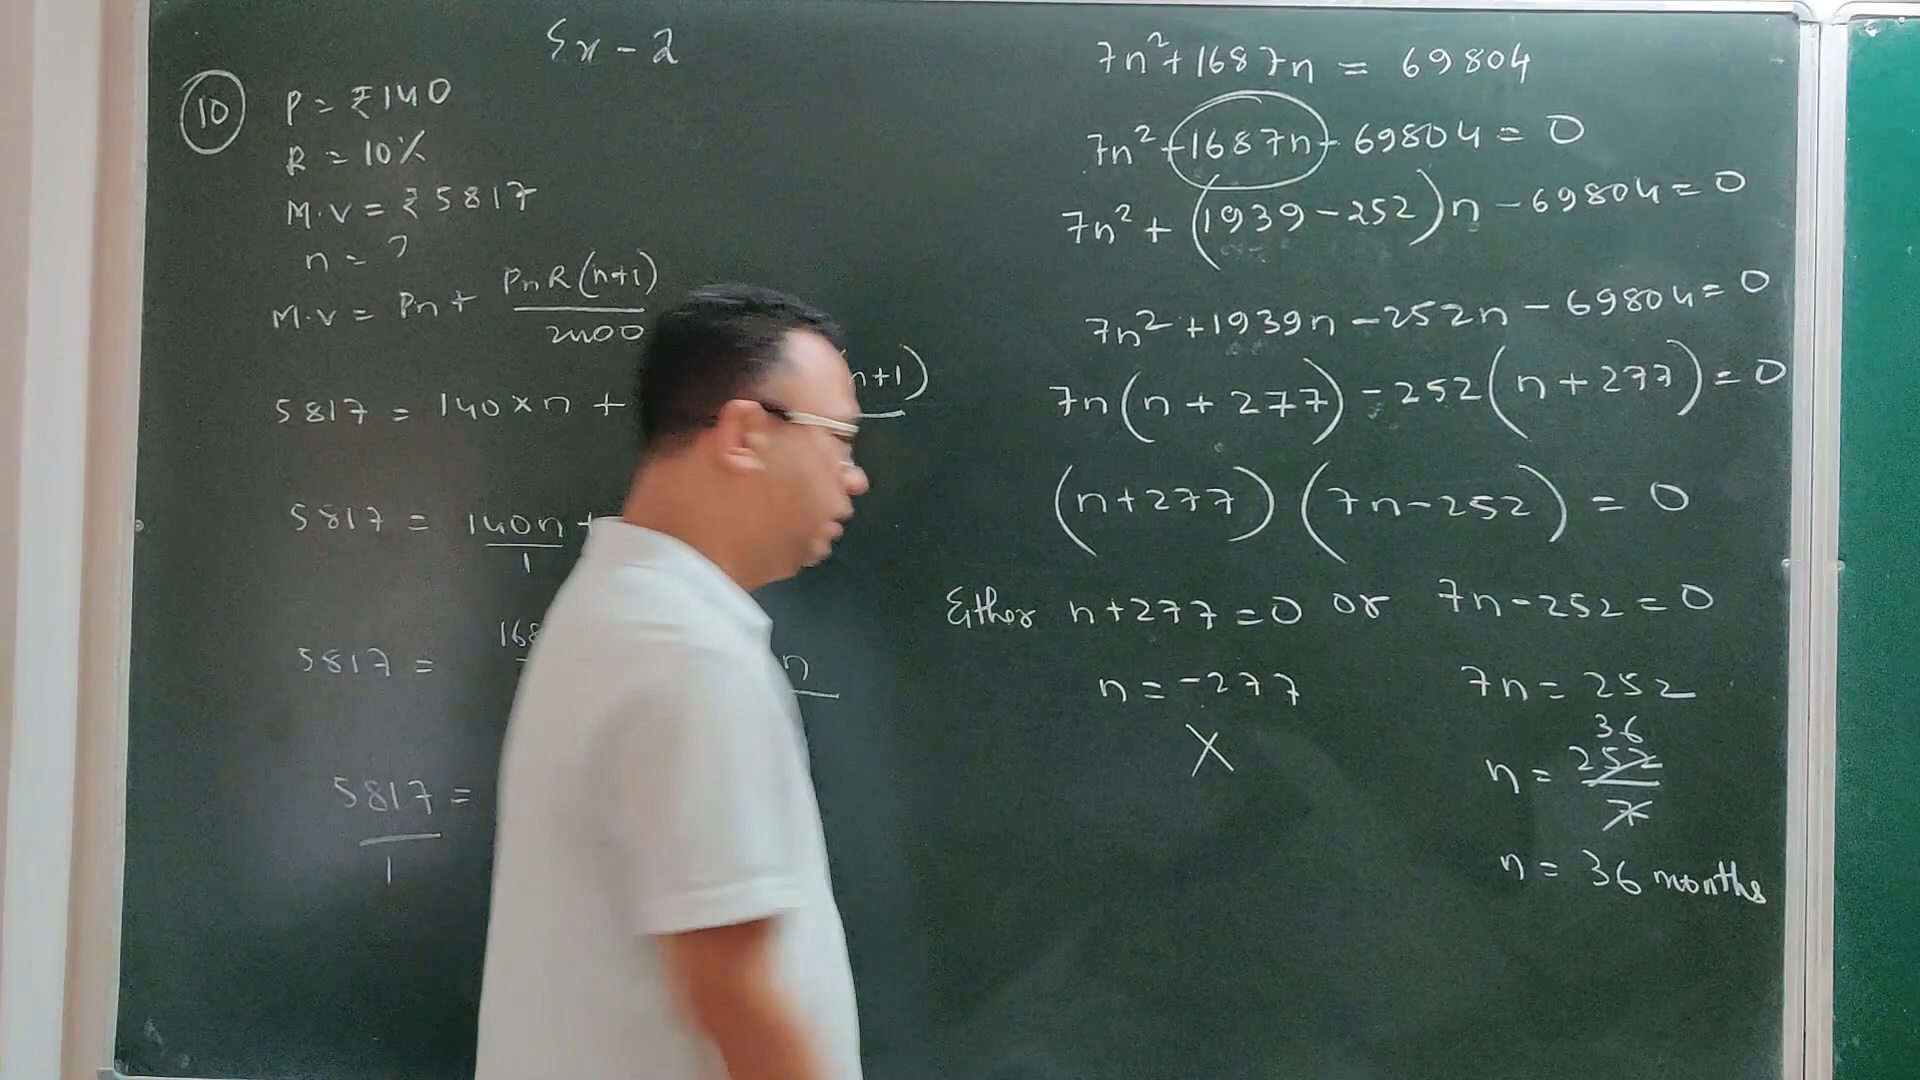 Ex - 2
(10) P = ₹140
R = 10%
M.V = ₹5817
n = ?
M.V = Pn + PnR(n+1)/2400
5817 = 140 × n + n+1)
5817 = 140n/1 +
5817 = 168 n
5817/1 =
7n² + 1687n = 69804
7n² + 1687n - 69804 = 0
7n² + (1939 - 252)n - 69804 = 0
7n² + 1939n - 252n - 69804 = 0
7n(n + 277) - 252(n + 277) = 0
(n + 277)(7n - 252) = 0
Either n + 277 = 0 or 7n - 252 = 0
n = -277 7n = 252
X n = 252/7 36
n = 36 months